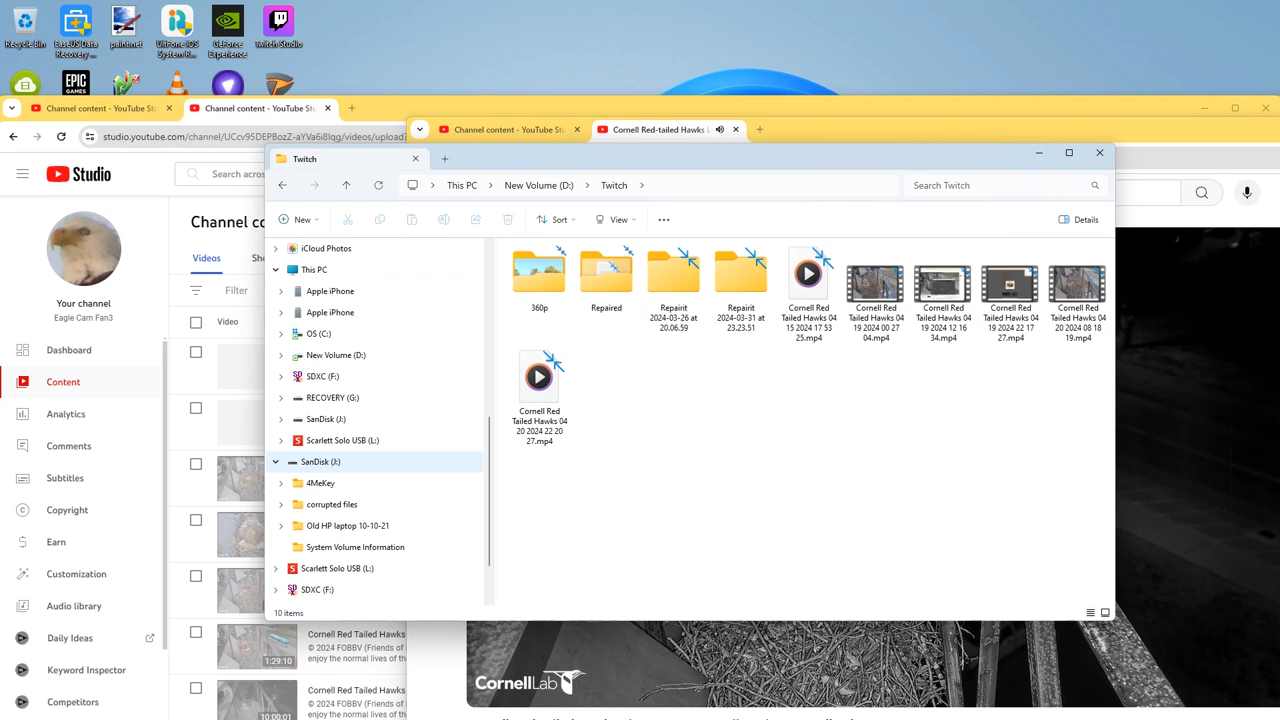 Recycle Bin
EaseUS Data Recovery ...
paint.net
UltFone iOS System R...
GeForce Experience
Twitch Studio
EPIC GAMES
Channel content - YouTube Stu
Channel content - YouTube Stu
studio.youtube.com/channel/UCcv95DEPBozZ-aYVa6i8Iqg/videos/upload?
Channel content - YouTube Stu
Cornell Red-tailed Hawks L
Studio
Search acros
Your channel
Eagle Cam Fan3
Dashboard
Content
Analytics
Comments
Subtitles
Copyright
Earn
Customization
Audio library
Daily Ideas
Keyword Inspector
Competitors
Channel co
Videos
Sh
Filter
Video
1:29:10
Cornell Red Tailed Hawks
© 2024 FOBBV (Friends of
enjoy the normal lives of th
10:00:01
Cornell Red Tailed Hawks
© 2024 FOBBV (Friends of
enjoy the normal lives of th
Twitch
This PC
New Volume (D:)
Twitch
Search Twitch
New
Sort
View
Details
iCloud Photos
This PC
Apple iPhone
Apple iPhone
OS (C:)
New Volume (D:)
SDXC (F:)
RECOVERY (G:)
SanDisk (J:)
Scarlett Solo USB (L:)
SanDisk (J:)
4MeKey
corrupted files
Old HP laptop 10-10-21
System Volume Information
Scarlett Solo USB (L:)
SDXC (F:)
360p
Repaired
Repairit
2024-03-26 at
20.06.59
Repairit
2024-03-31 at
23.23.51
Cornell Red
Tailed Hawks 04
15 2024 17 53
25.mp4
Cornell Red
Tailed Hawks 04
19 2024 00 27
04.mp4
Cornell Red
Tailed Hawks 04
19 2024 12 16
34.mp4
Cornell Red
Tailed Hawks 04
19 2024 22 17
27.mp4
Cornell Red
Tailed Hawks 04
20 2024 08 18
19.mp4
Cornell Red
Tailed Hawks 04
20 2024 22 20
27.mp4
10 items
CornellLab